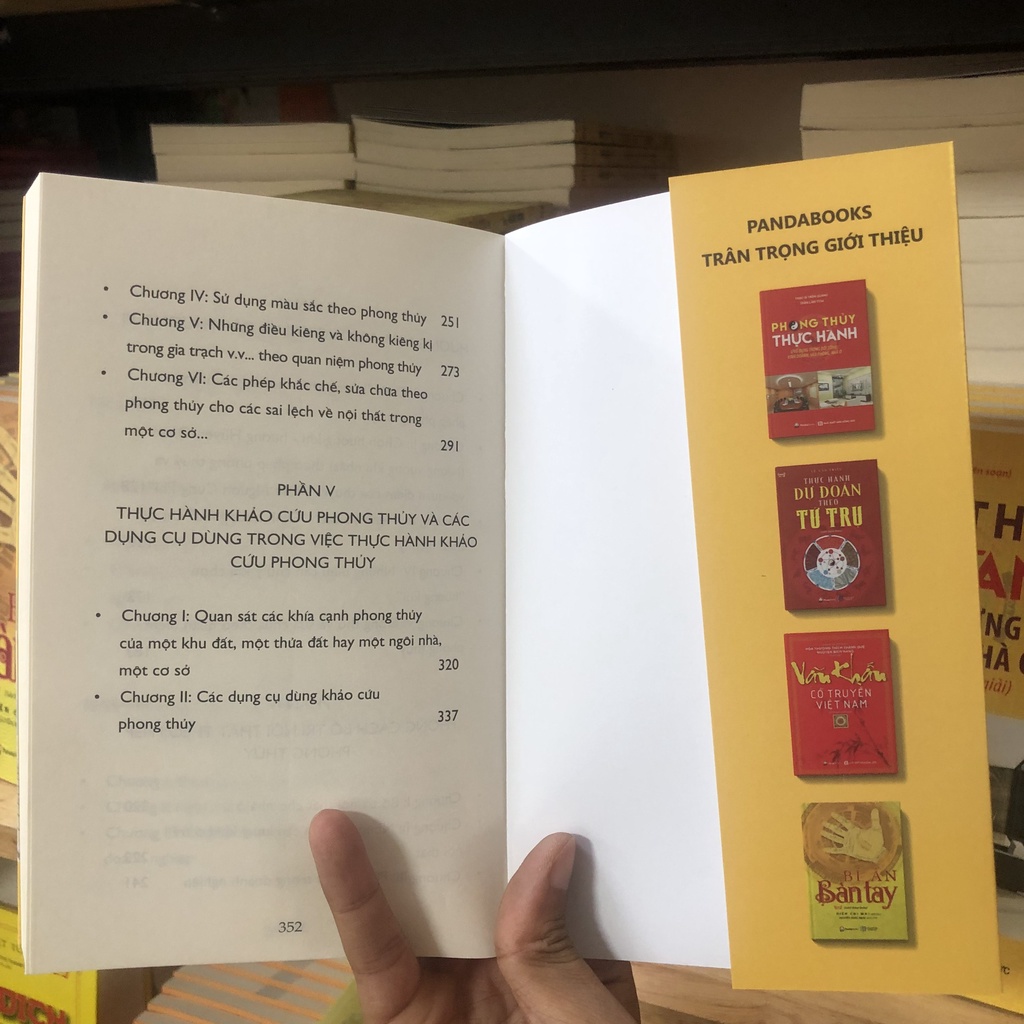 • Chương IV: Sử dụng màu sắc theo phong thủy 251
• Chương V: Những điều kiêng và không kiêng kị
trong gia trạch v.v... theo quan niệm phong thủy 273
• Chương VI: Các phép khắc chế, sửa chữa theo
phong thủy cho các sai lệch về nội thất trong
một cơ sở... 291
PHẦN V
THỰC HÀNH KHẢO CỨU PHONG THỦY VÀ CÁC
DỤNG CỤ DÙNG TRONG VIỆC THỰC HÀNH KHẢO
CỨU PHONG THỦY
• Chương I: Quan sát các khía cạnh phong thủy
của một khu đất, một thửa đất hay một ngôi nhà,
một cơ sở 320
• Chương II: Các dụng cụ dùng khảo cứu
phong thủy 337
352
PANDABOOKS
TRÂN TRỌNG GIỚI THIỆU
PHONG THỦY
THỰC HÀNH
THỰC HÀNH
DỰ ĐOÁN
THEO
TỨ TRỤ
Văn Khấn
CỔ TRUYỀN
VIỆT NAM
BÍ ẨN
Bàn tay